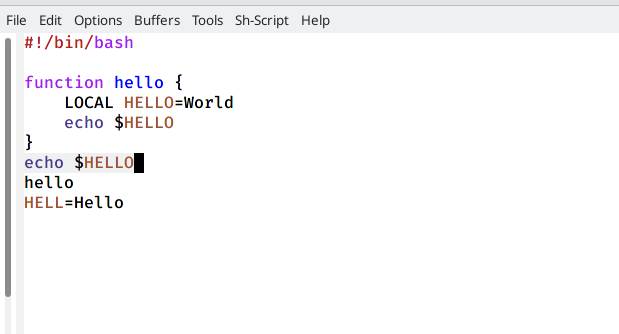 File Edit Options Buffers Tools Sh-Script Help
#!/bin/bash

function hello {
    LOCAL HELLO=World
    echo $HELLO
}
echo $HELLO
hello
HELL=Hello